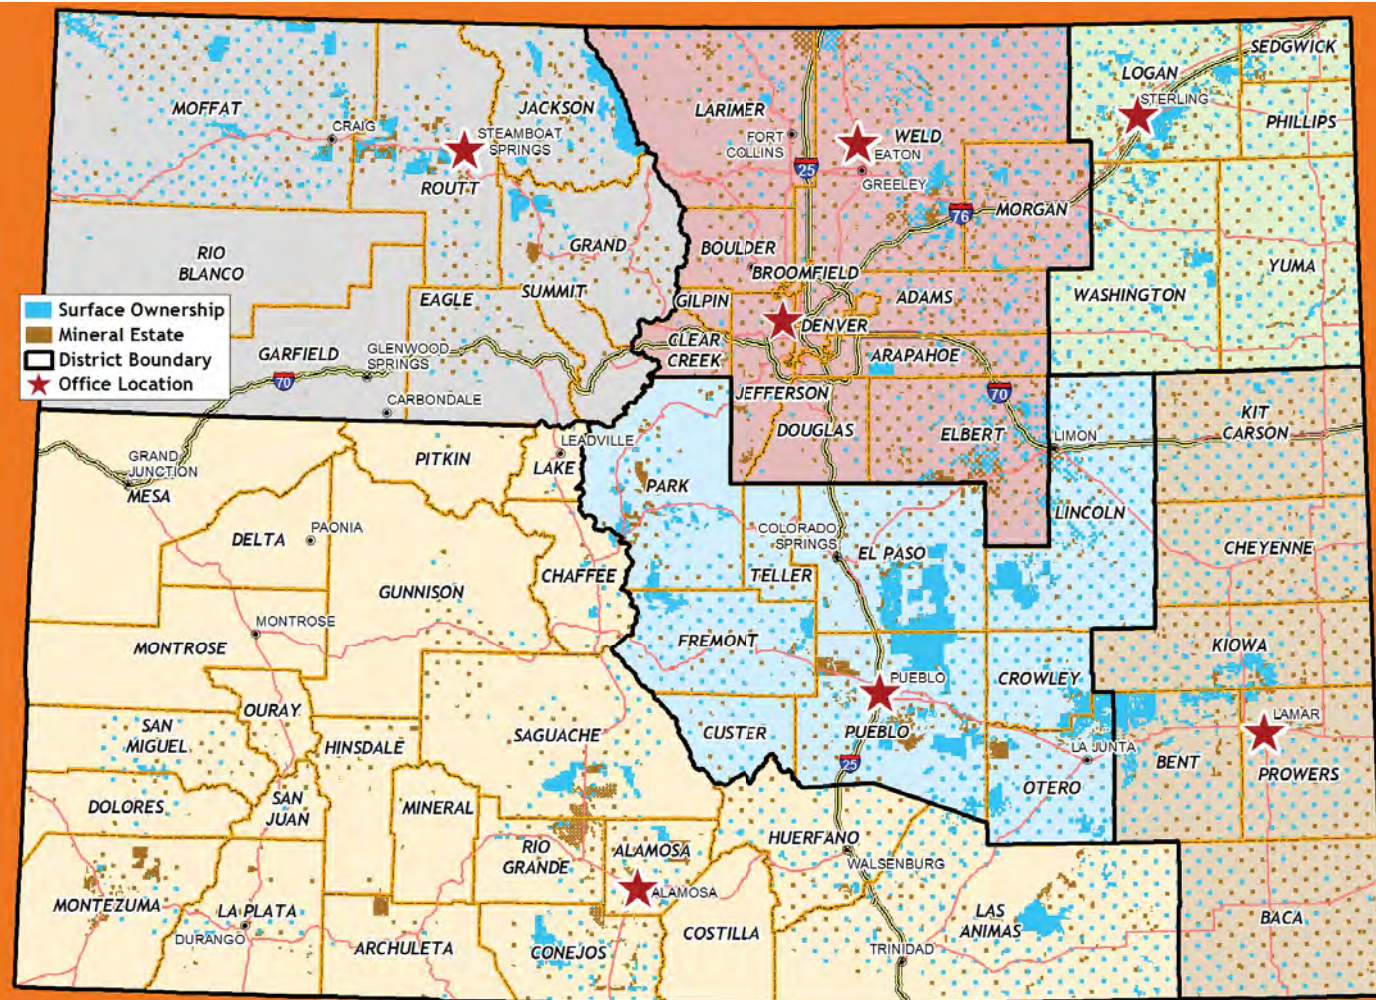 SEDGWICK
LOGAN
MOFFAT
JACKSON
LARIMER
STERLING
PHILLIPS
CRAIG
STEAMBOAT
SPRINGS
FORT
COLLINS
WELD
EATON
25
ROUTT
GREELEY
76
MORGAN
RIO
BLANCO
GRAND
BOULDER
BROOMFIELD
YUMA
EAGLE
SUMMIT
GILPIN
ADAMS
WASHINGTON
Surface Ownership
Mineral Estate
District Boundary
Office Location
DENVER
CLEAR
CREEK
ARAPAHOE
GARFIELD
GLENWOOD
SPRINGS
70
CARBONDALE
JEFFERSON
70
DOUGLAS
ELBERT
LIMON
KIT
CARSON
LEADVILLE
GRAND
JUNCTION
MESA
PITKIN
LAKE
PARK
LINCOLN
DELTA
PAONIA
COLORADO
SPRINGS
EL PASO
CHEYENNE
GUNNISON
CHAFFEE
TELLER
MONTROSE
MONTROSE
FREMONT
KIOWA
PUEBLO
CROWLEY
OURAY
SAN
MIGUEL
HINSDALE
SAGUACHE
CUSTER
PUEBLO
LAMAR
LA JUNTA
BENT
PROWERS
25
OTERO
DOLORES
SAN
JUAN
MINERAL
HUERFANO
RIO
GRANDE
ALAMOSA
WALSENBURG
ALAMOSA
MONTEZUMA
LA PLATA
DURANGO
ARCHULETA
CONEJOS
COSTILLA
LAS
ANIMAS
TRINIDAD
BACA